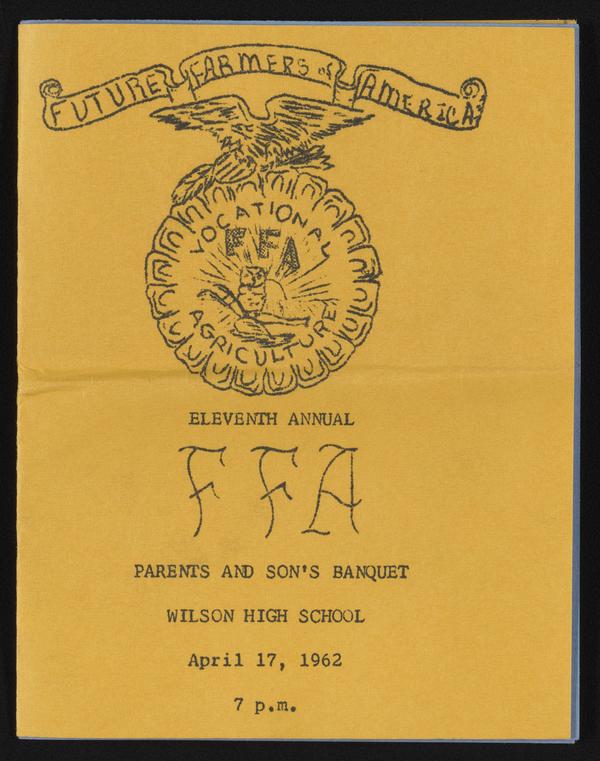 FUTURE FARMERS of AMERICA
VOCATIONAL
FFA
AGRICULTURE
ELEVENTH ANNUAL
FFA
PARENTS AND SON'S BANQUET
WILSON HIGH SCHOOL
April 17, 1962
7 p.m.